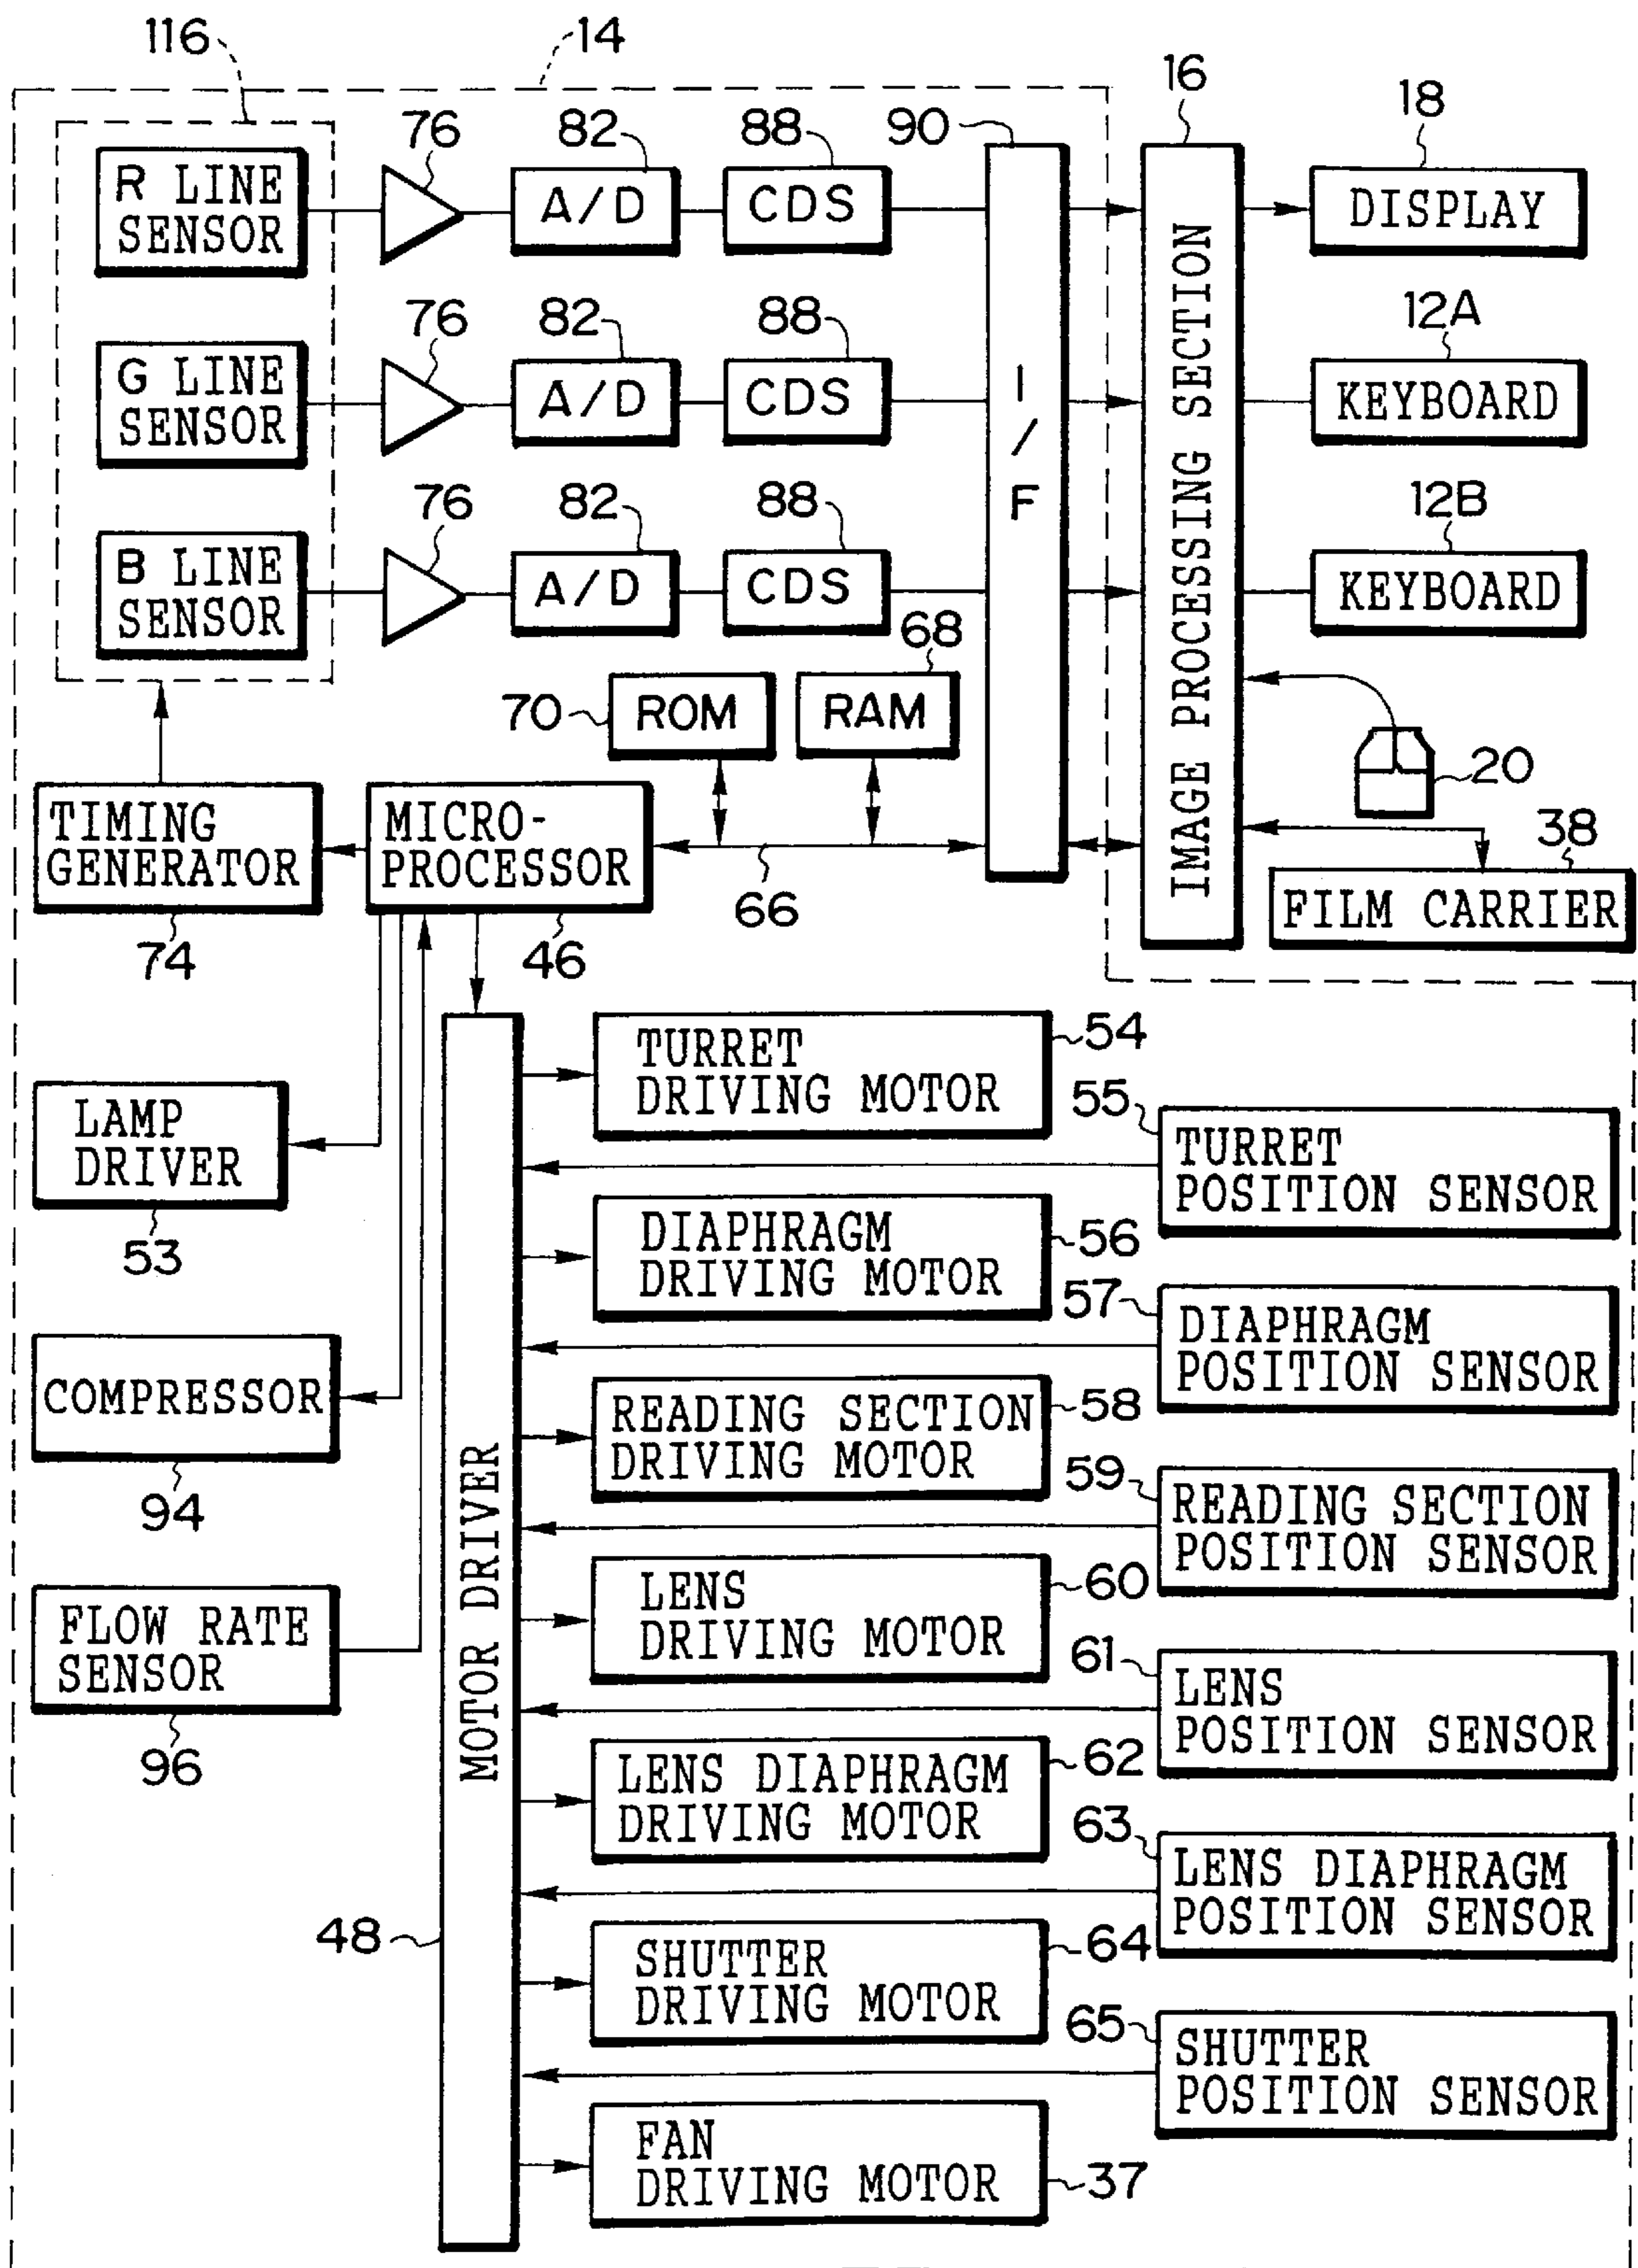 116
14
16
18
76
82
88
90
R LINE
SENSOR
A/D
CDS
DISPLAY
76
82
88
12A
G LINE
SENSOR
A/D
CDS
I/F
KEYBOARD
IMAGE PROCESSING SECTION
76
82
88
12B
B LINE
SENSOR
A/D
CDS
KEYBOARD
68
70
ROM
RAM
20
TIMING
GENERATOR
MICRO-
PROCESSOR
66
38
FILM CARRIER
74
46
54
TURRET
DRIVING MOTOR
55
LAMP
DRIVER
TURRET
POSITION SENSOR
53
56
DIAPHRAGM
DRIVING MOTOR
57
DIAPHRAGM
POSITION SENSOR
COMPRESSOR
58
READING SECTION
DRIVING MOTOR
94
59
READING SECTION
POSITION SENSOR
MOTOR DRIVER
60
LENS
DRIVING MOTOR
FLOW RATE
SENSOR
61
LENS
POSITION SENSOR
96
62
LENS DIAPHRAGM
DRIVING MOTOR
63
LENS DIAPHRAGM
POSITION SENSOR
48
64
SHUTTER
DRIVING MOTOR
65
SHUTTER
POSITION SENSOR
FAN
DRIVING MOTOR
37